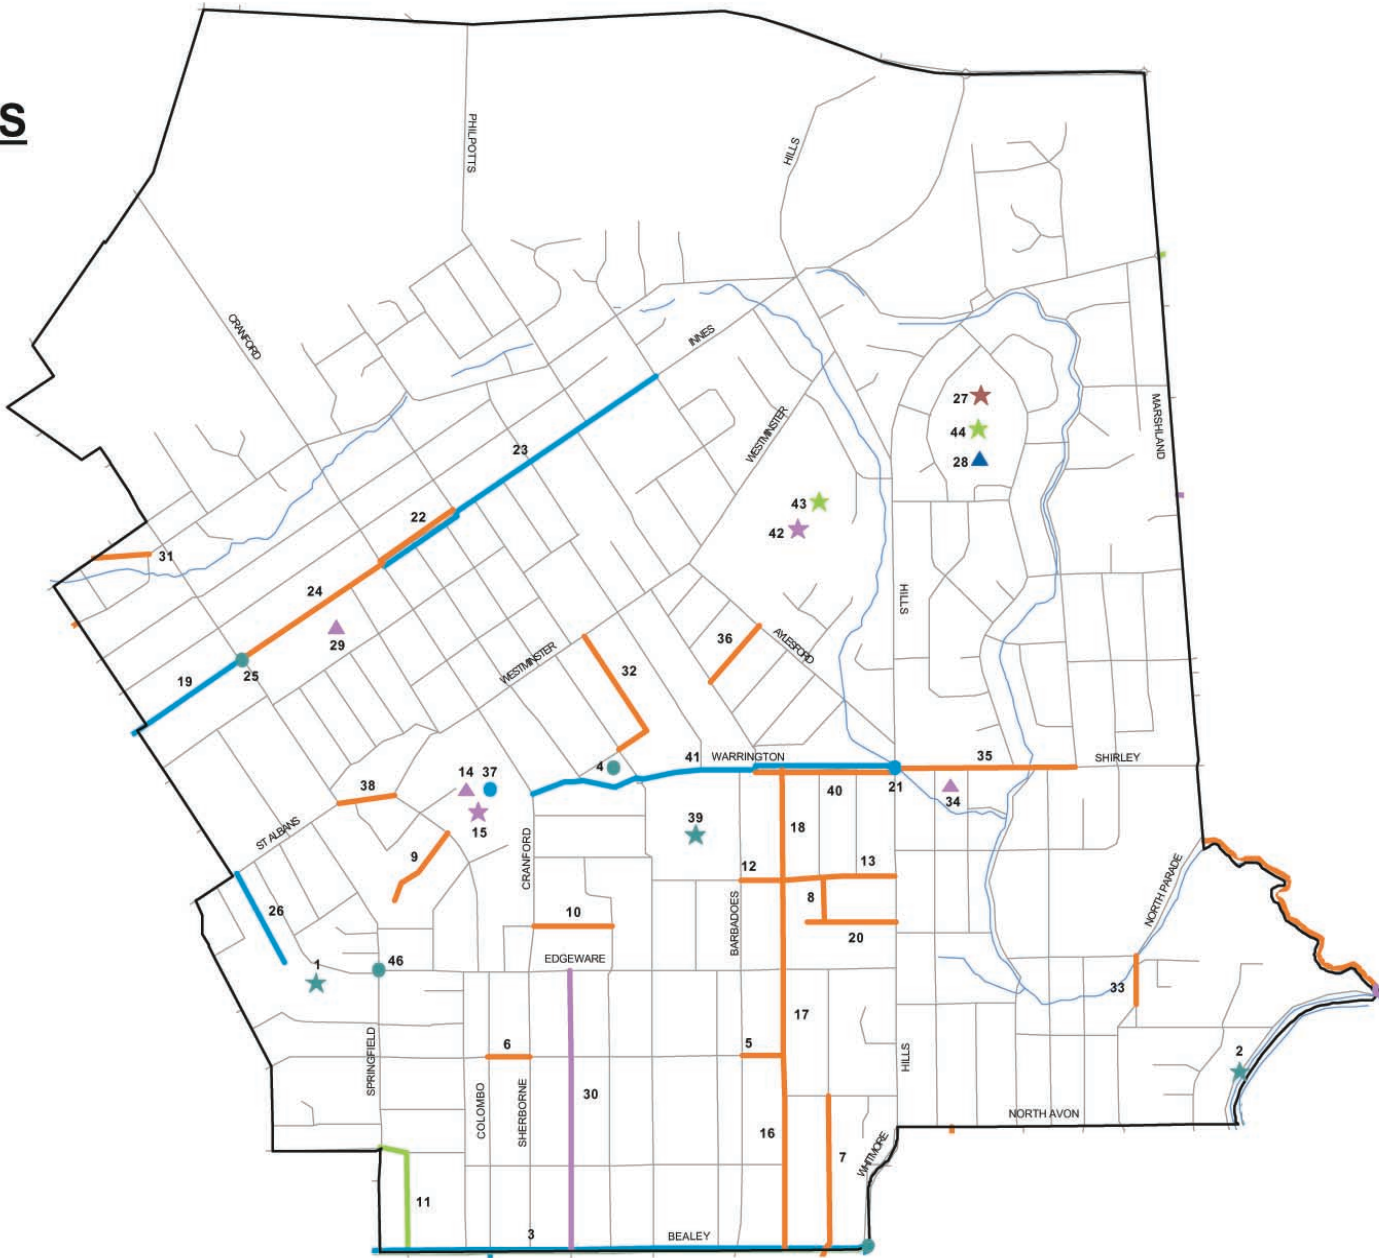 S
PHILPOTTS
HILLS
CRANFORD
INNES
27
44
28
MARSHLAND
WESTMINSTER
23
43
42
22
31
24
29
HILLS
36
AYLESFORD
WESTMINSTER
32
19
25
41
WARRINGTON
35
SHIRLEY
4
14
37
38
21
40
34
15
39
18
ST ALBANS
9
CRANFORD
12
13
8
NORTH PARADE
26
10
BARBADOES
20
EDGEWARE
1
46
33
17
5
6
SPRINGFIELD
HILLS
2
30
COLOMBO
SHERBORNE
NORTH AVON
16
7
WHITMORE
11
3
BEALEY